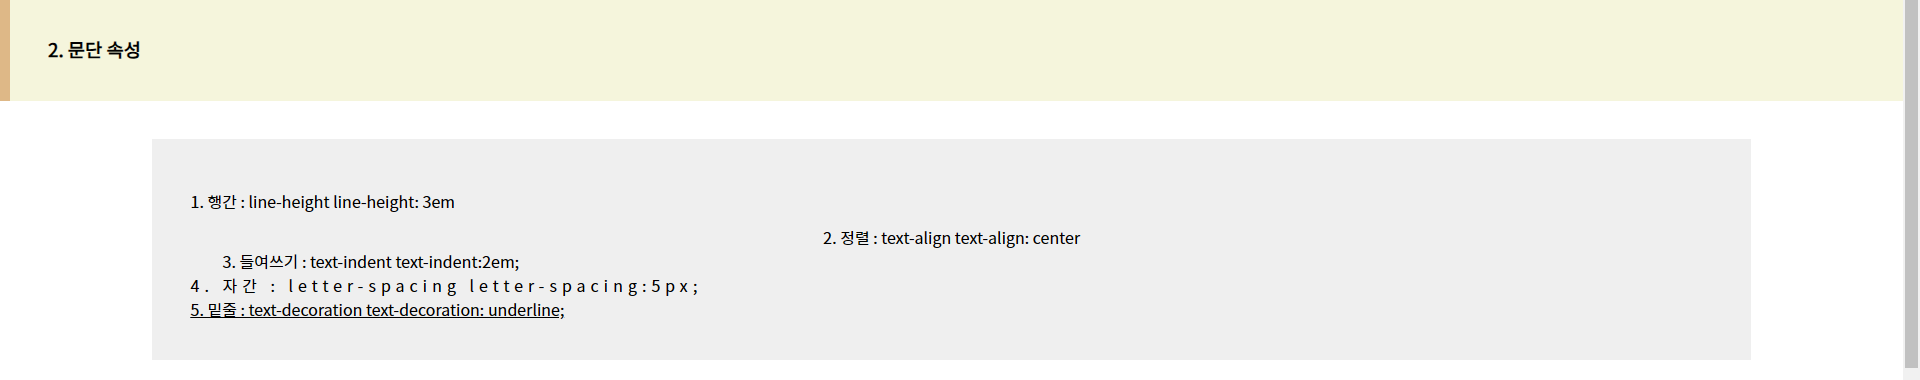 2. 문단 속성
1. 행간 : line-height line-height: 3em
2. 정렬 : text-align text-align: center
3. 들여쓰기 : text-indent text-indent:2em;
4. 자간 : letter-spacing letter-spacing:5px;
5. 밑줄 : text-decoration text-decoration: underline;